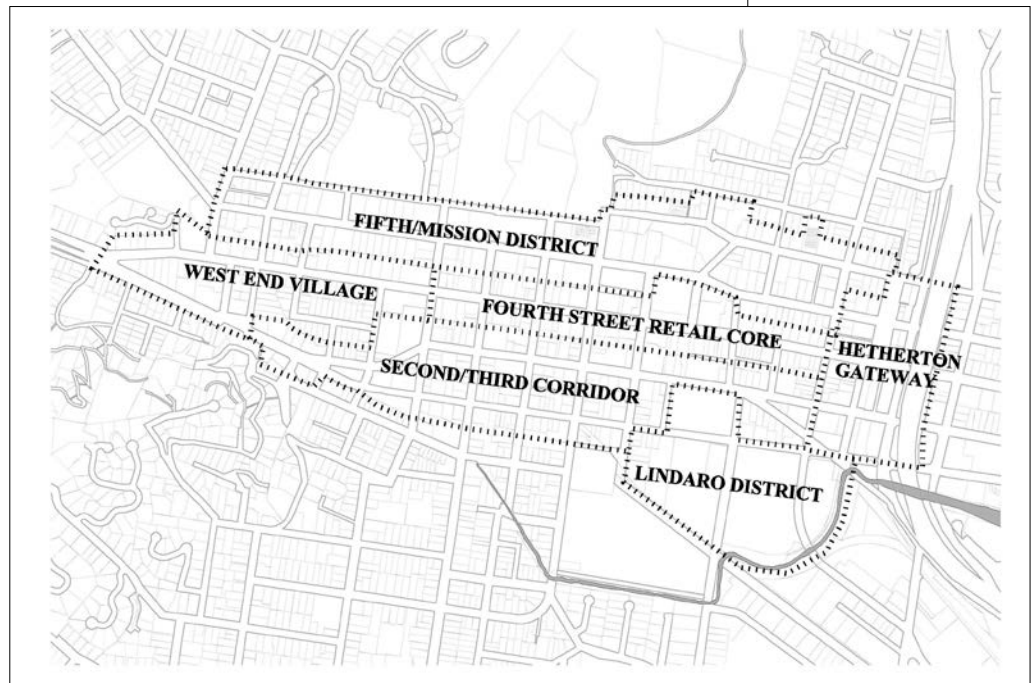 FIFTH/MISSION DISTRICT
WEST END VILLAGE
FOURTH STREET RETAIL CORE
HETHERTON
GATEWAY
SECOND/THIRD CORRIDOR
LINDARO DISTRICT